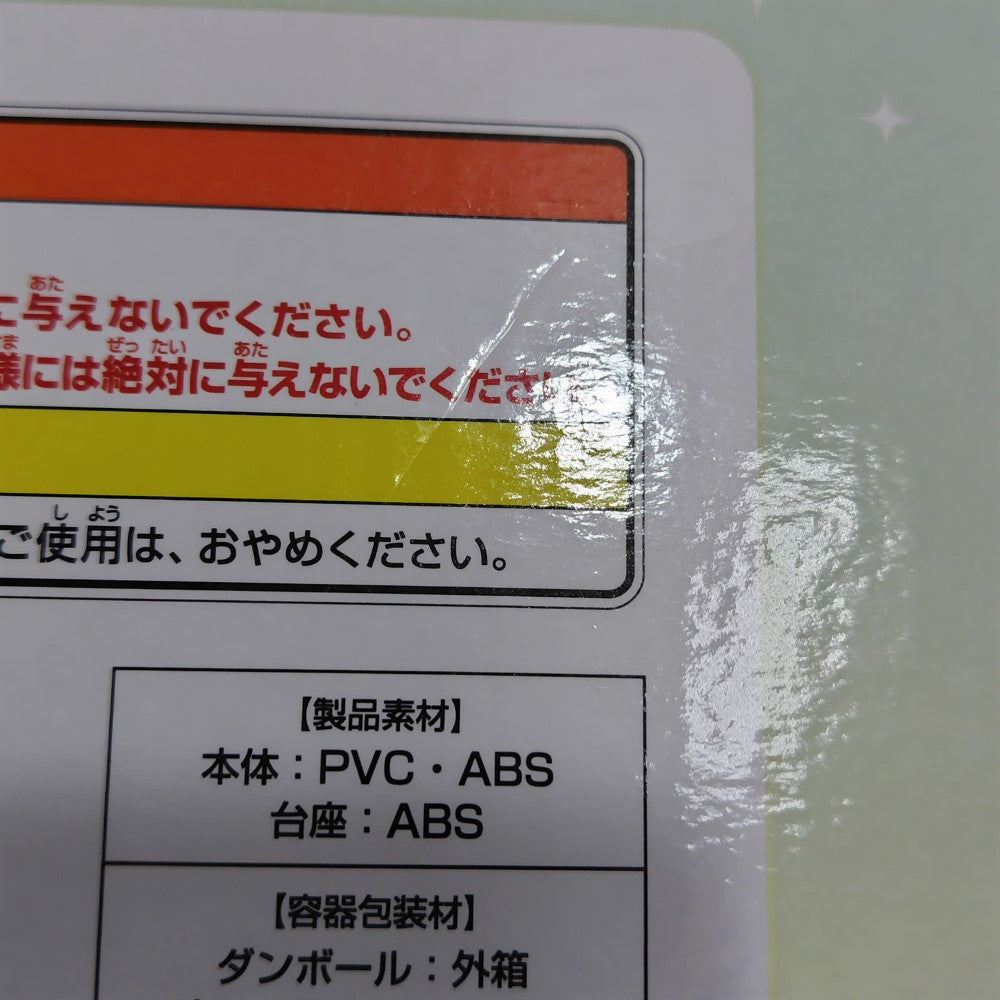 に与えないでください。
様には絶対に与えないでください
ご使用は、おやめください。
【製品素材】
本体：PVC・ABS
台座：ABS
【容器包装材】
ダンボール：外箱